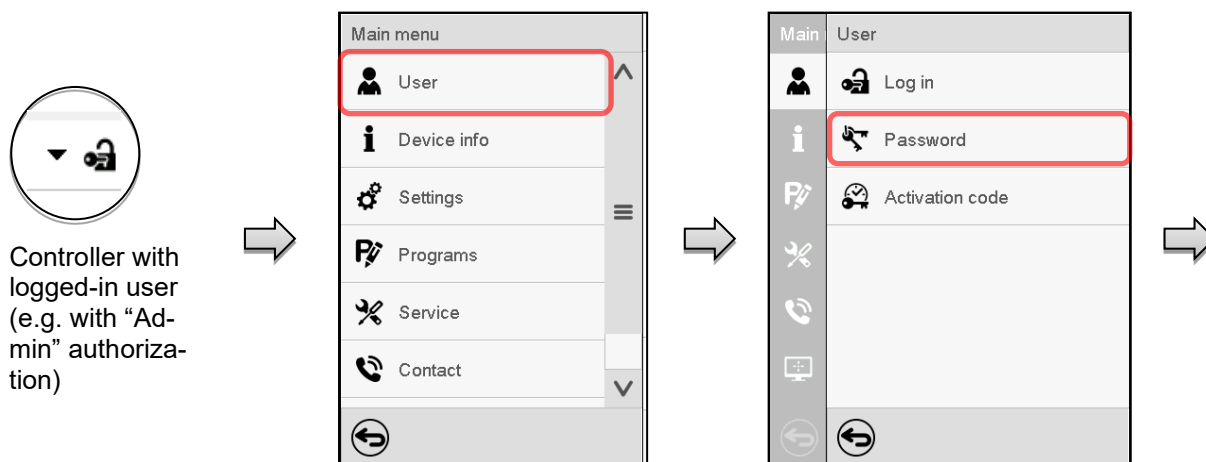 Controller with
logged-in user
(e.g. with “Ad-
min” authoriza-
tion)
Main menu
User
Device info
Settings
Programs
Service
Contact
Main
User
Log in
Password
Activation code